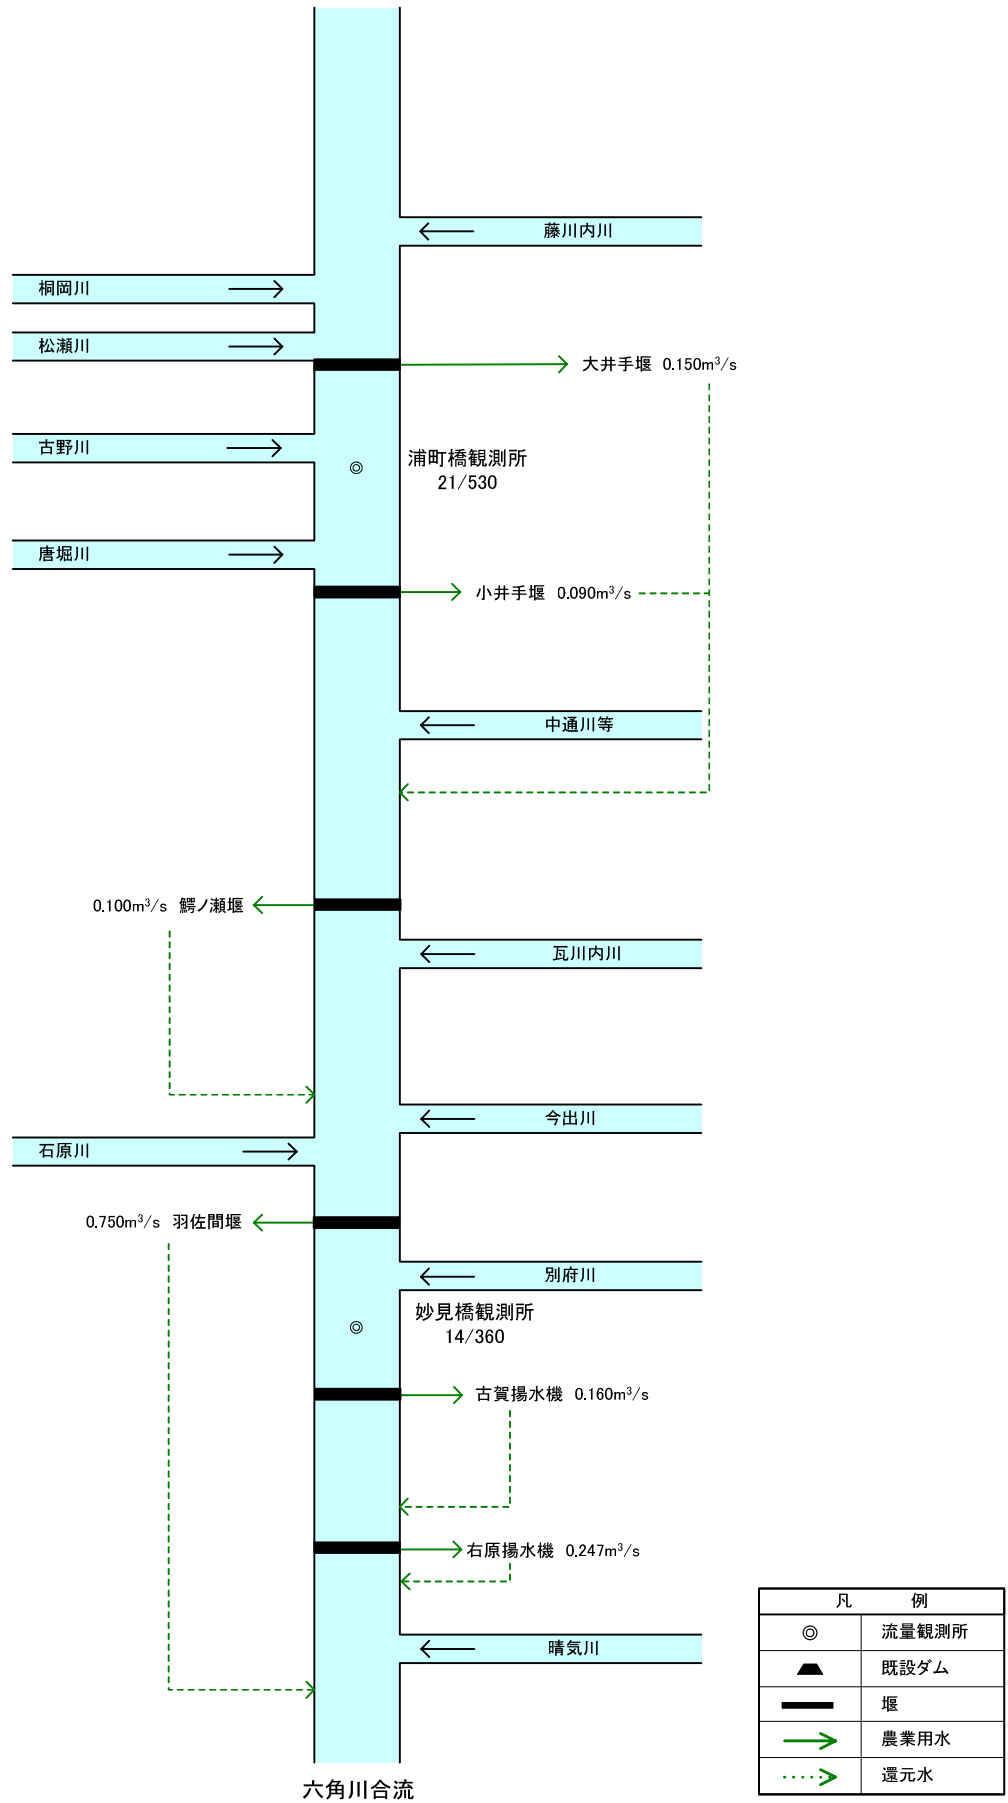 藤川内川
桐岡川
松瀬川
大井手堰 0.150m³/s
古野川
浦町橋観測所
21/530
唐堀川
小井手堰 0.090m³/s
中通川等
0.100m³/s 鰐ノ瀬堰
瓦川内川
今出川
石原川
0.750m³/s 羽佐間堰
別府川
妙見橋観測所
14/360
古賀揚水機 0.160m³/s
右原揚水機 0.247m³/s
晴気川
六角川合流
凡 例
流量観測所
既設ダム
堰
農業用水
還元水